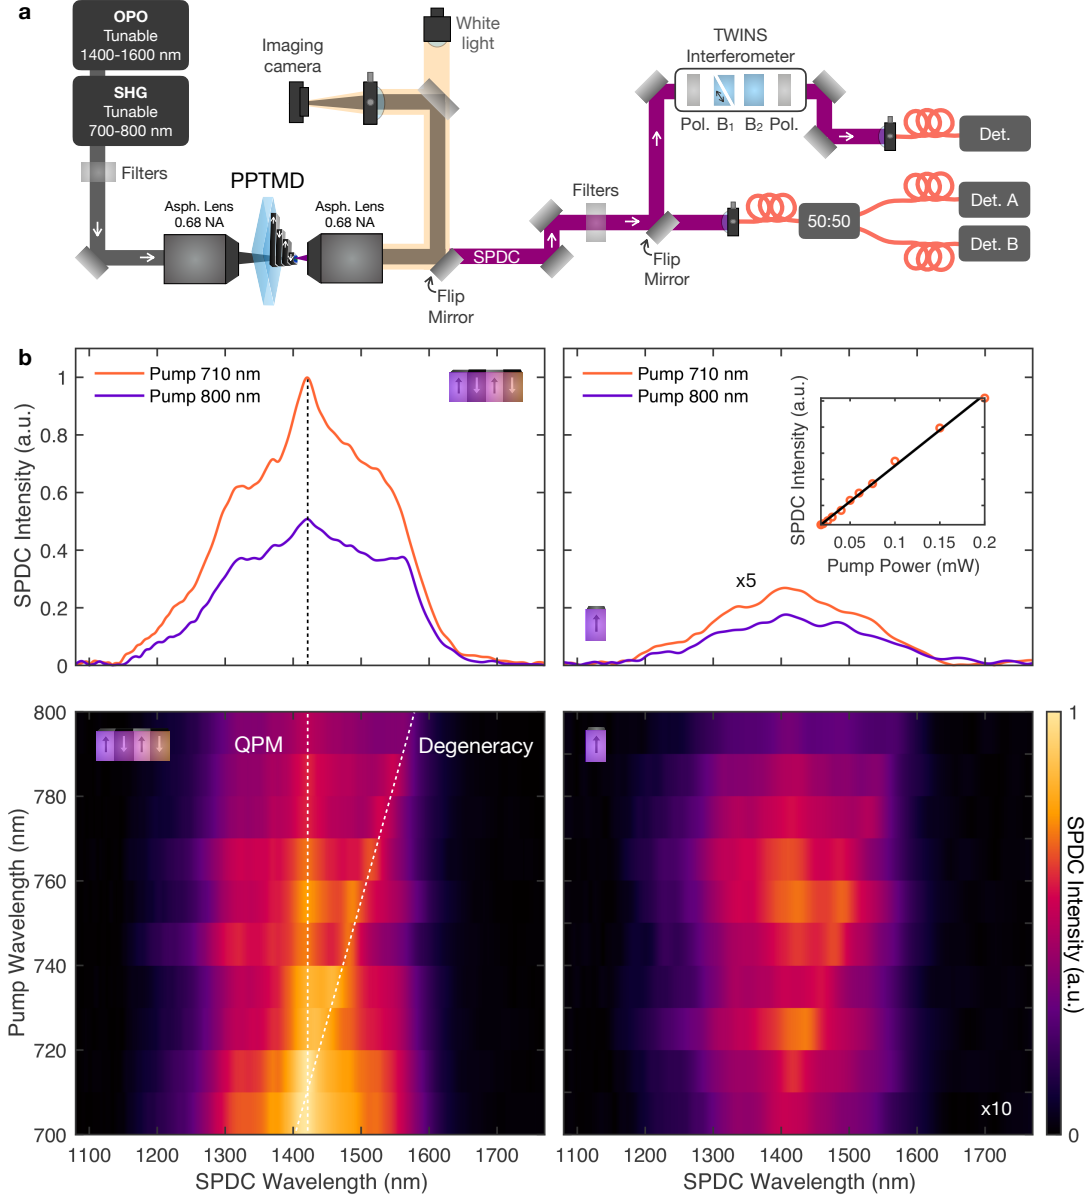 a
OPO
Tunable
1400-1600 nm
SHG
Tunable
700-800 nm
Filters
PPTMD
Asph. Lens
0.68 NA
Asph. Lens
0.68 NA
Imaging
camera
White
light
SPDC
Flip
Mirror
Filters
Flip
Mirror
TWINS
Interferometer
Pol. B1 B2 Pol.
Det.
50:50
Det. A
Det. B
b
SPDC Intensity (a.u.)
1
0.8
0.6
0.4
0.2
0
Pump 710 nm
Pump 800 nm
Pump 710 nm
Pump 800 nm
x5
SPDC Intensity (a.u.)
0.05 0.1 0.15 0.2
Pump Power (mW)
Pump Wavelength (nm)
800
780
760
740
720
700
QPM
Degeneracy
1100 1200 1300 1400 1500 1600 1700
SPDC Wavelength (nm)
x10
1100 1200 1300 1400 1500 1600 1700
SPDC Wavelength (nm)
1
0
SPDC Intensity (a.u.)